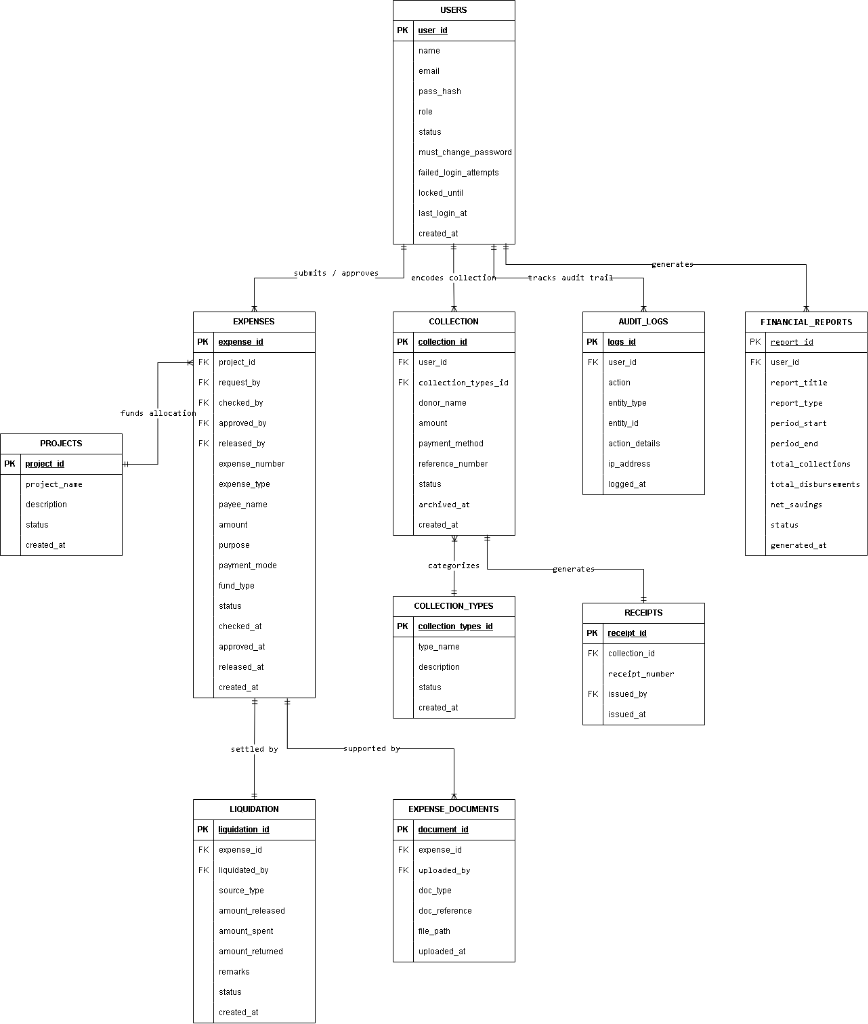 USERS
PK user_id
name
email
pass_hash
role
status
must_change_password
failed_login_attempts
locked_until
last_login_at
created_at
submits / approves
encodes collection
tracks audit trail
generates
EXPENSES
PK expense_id
FK project_id
FK request_by
FK checked_by
FK approved_by
FK released_by
expense_number
expense_type
payee_name
amount
purpose
payment_mode
fund_type
status
checked_at
approved_at
released_at
created_at
COLLECTION
PK collection_id
FK user_id
FK collection_types_id
donor_name
amount
payment_method
reference_number
status
archived_at
created_at
AUDIT_LOGS
PK logs_id
FK user_id
action
entity_type
entity_id
action_details
ip_address
logged_at
FINANCIAL_REPORTS
PK report_id
FK user_id
report_title
report_type
period_start
period_end
total_collections
total_disbursements
net_savings
status
generated_at
funds allocation
PROJECTS
PK project_id
project_name
description
status
created_at
categorizes
generates
COLLECTION_TYPES
PK collection_types_id
type_name
description
status
created_at
RECEIPTS
PK receipt_id
FK collection_id
receipt_number
FK issued_by
issued_at
settled by
supported by
LIQUIDATION
PK liquidation_id
FK expense_id
FK liquidated_by
source_type
amount_released
amount_spent
amount_returned
remarks
status
created_at
EXPENSE_DOCUMENTS
PK document_id
FK expense_id
FK uploaded_by
doc_type
doc_reference
file_path
uploaded_at